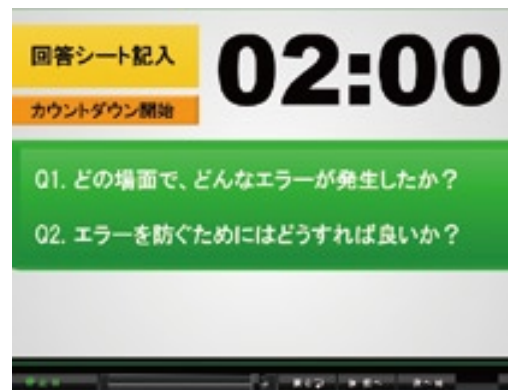 回答シート記入
02:00
カウントダウン開始
Q1. どの場面で、どんなエラーが発生したか？
Q2. エラーを防ぐためにはどうすれば良いか？